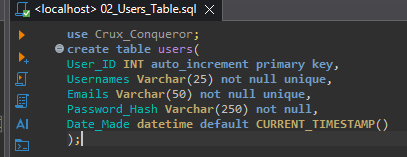 <localhost> 02_Users_Table.sql
use Crux_Conqueror;
create table users(
User_ID INT auto_increment primary key,
Usernames Varchar(25) not null unique,
Emails Varchar(50) not null unique,
Password_Hash Varchar(250) not null,
Date_Made datetime default CURRENT_TIMESTAMP()
);
AI